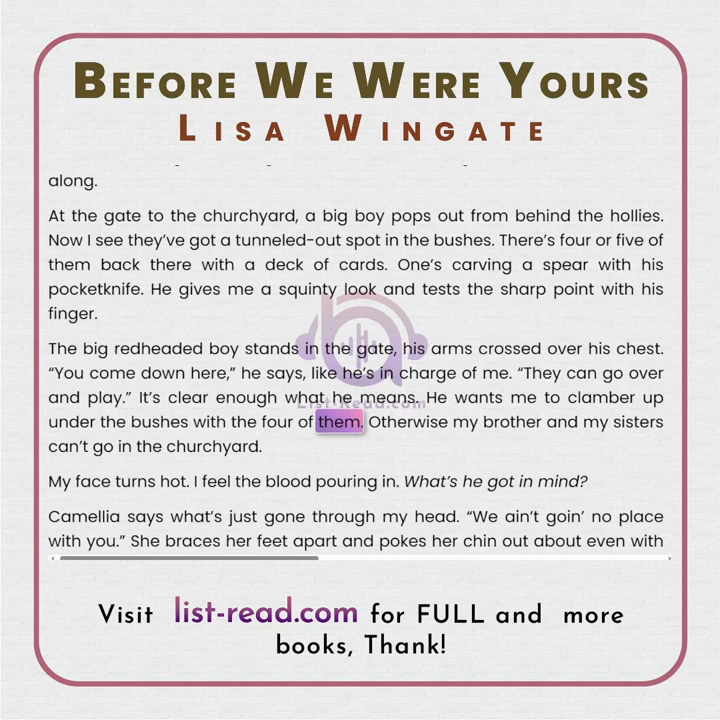 BEFORE WE WERE YOURS
LISA WINGATE
along.
At the gate to the churchyard, a big boy pops out from behind the hollies.
Now I see they’ve got a tunneled-out spot in the bushes. There’s four or five of
them back there with a deck of cards. One’s carving a spear with his
pocketknife. He gives me a squinty look and tests the sharp point with his
finger.
The big redheaded boy stands in the gate, his arms crossed over his chest.
“You come down here,” he says, like he’s in charge of me. “They can go over
and play.” It’s clear enough what he means. He wants me to clamber up
List-Read.com
under the bushes with the four of them. Otherwise my brother and my sisters
can’t go in the churchyard.
My face turns hot. I feel the blood pouring in. What’s he got in mind?
Camellia says what’s just gone through my head. “We ain’t goin’ no place
with you.” She braces her feet apart and pokes her chin out about even with
Visit list-read.com for FULL and more
books, Thank!